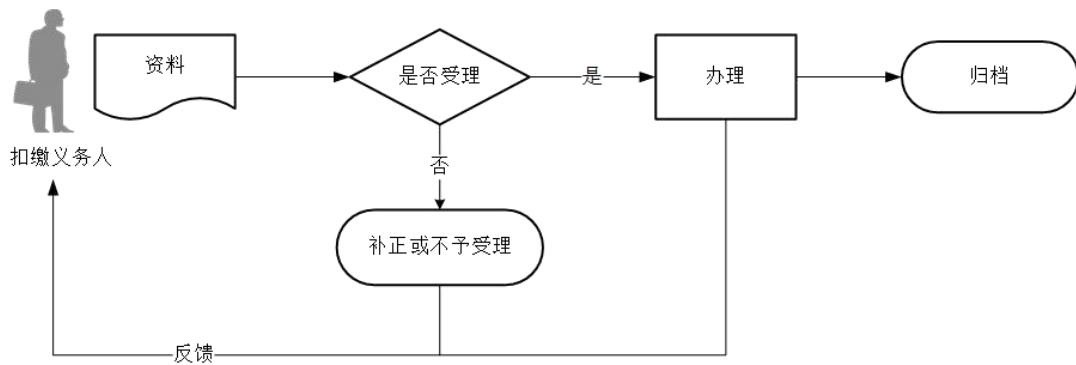 扣缴义务人
资料
是否受理
是
办理
归档
否
补正或不予受理
反馈